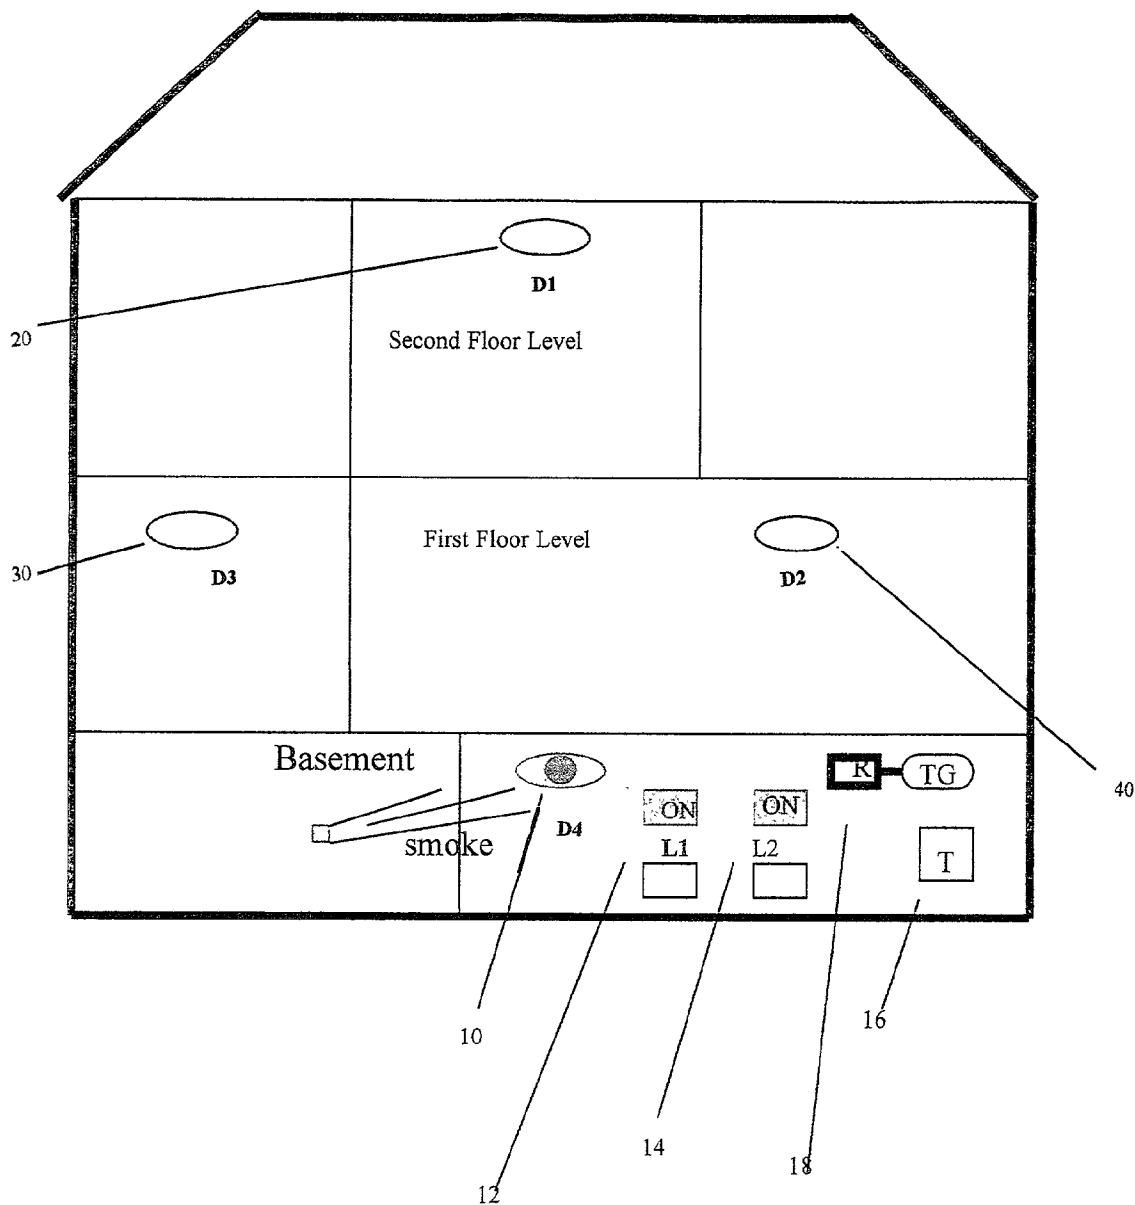 D1
20
Second Floor Level
First Floor Level
30
D3
D2
Basement
R
TG
40
ON
ON
D4
smoke
L1
L2
T
10
16
14
18
12